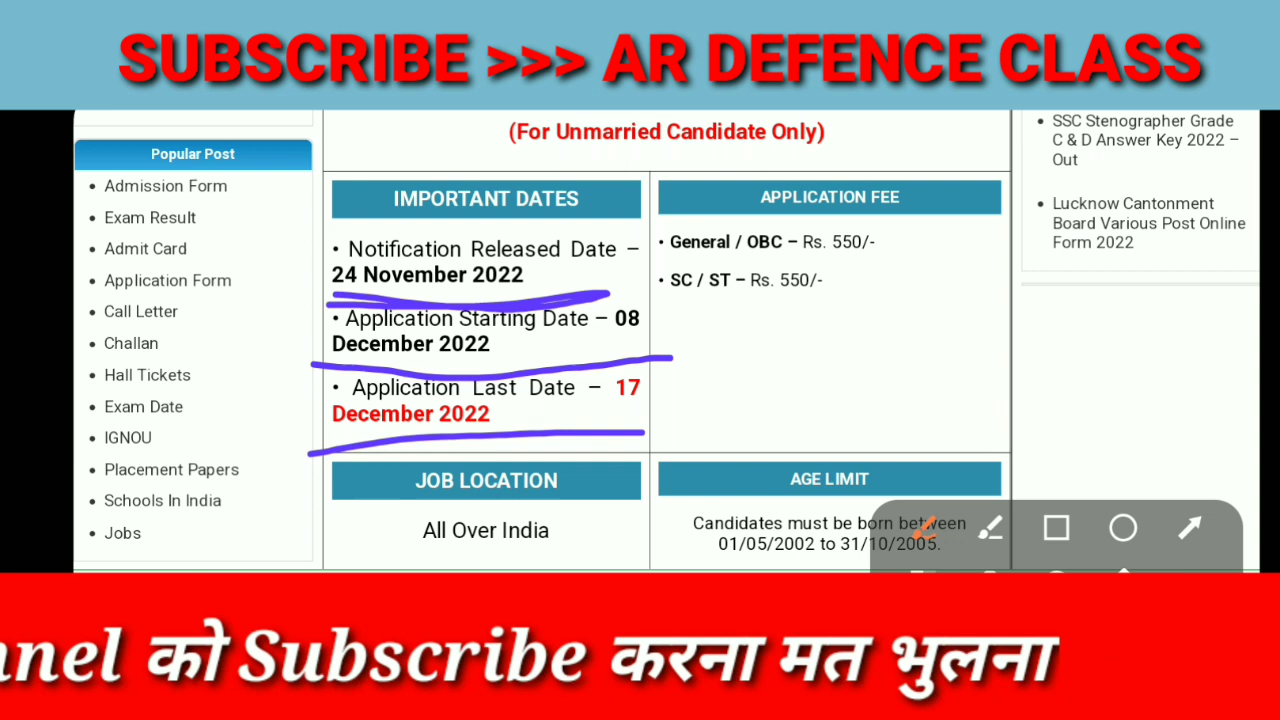 SUBSCRIBE >>> AR DEFENCE CLASS
(For Unmarried Candidate Only)
Popular Post
• Admission Form
• Exam Result
• Admit Card
• Application Form
• Call Letter
• Challan
• Hall Tickets
• Exam Date
• IGNOU
• Placement Papers
• Schools In India
• Jobs
IMPORTANT DATES
• Notification Released Date –
24 November 2022
• Application Starting Date – 08
December 2022
• Application Last Date – 17
December 2022
APPLICATION FEE
• General / OBC – Rs. 550/-
• SC / ST – Rs. 550/-
JOB LOCATION
All Over India
AGE LIMIT
Candidates must be born between
01/05/2002 to 31/10/2005.
• SSC Stenographer Grade
C & D Answer Key 2022 –
Out
• Lucknow Cantonment
Board Various Post Online
Form 2022
nnel को Subscribe करना मत भुलना